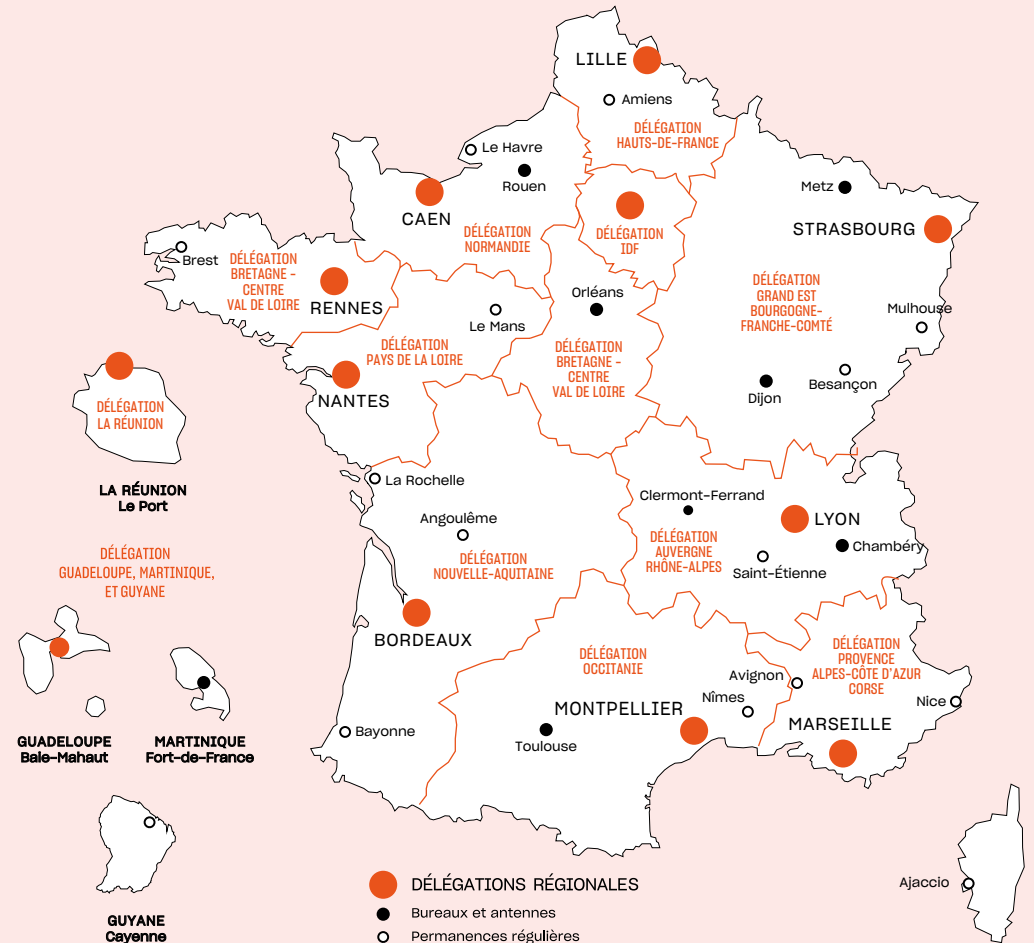 LILLE
Amiens
DÉLÉGATION
HAUTS-DE-FRANCE
Le Havre
Rouen
CAEN
DÉLÉGATION
NORMANDIE
DÉLÉGATION
IDF
Metz
STRASBOURG
Brest
DÉLÉGATION
BRETAGNE -
CENTRE
VAL DE LOIRE
RENNES
Orléans
DÉLÉGATION
GRAND EST
BOURGOGNE-
FRANCHE-COMTÉ
Mulhouse
Le Mans
DÉLÉGATION
PAYS DE LA LOIRE
DÉLÉGATION
BRETAGNE -
CENTRE
VAL DE LOIRE
Besançon
Dijon
NANTES
DÉLÉGATION
LA RÉUNION
LA RÉUNION
Le Port
La Rochelle
Angoulême
DÉLÉGATION
NOUVELLE-AQUITAINE
Clermont-Ferrand
LYON
DÉLÉGATION
AUVERGNE
RHÔNE-ALPES
Chambéry
Saint-Étienne
DÉLÉGATION
GUADELOUPE, MARTINIQUE,
ET GUYANE
BORDEAUX
DÉLÉGATION
OCCITANIE
DÉLÉGATION
PROVENCE
ALPES-CÔTE D'AZUR
CORSE
Avignon
Nîmes
Nice
MONTPELLIER
MARSEILLE
Bayonne
Toulouse
GUADELOUPE
Baie-Mahaut
MARTINIQUE
Fort-de-France
GUYANE
Cayenne
Ajaccio
DÉLÉGATIONS RÉGIONALES
Bureaux et antennes
Permanences régulières